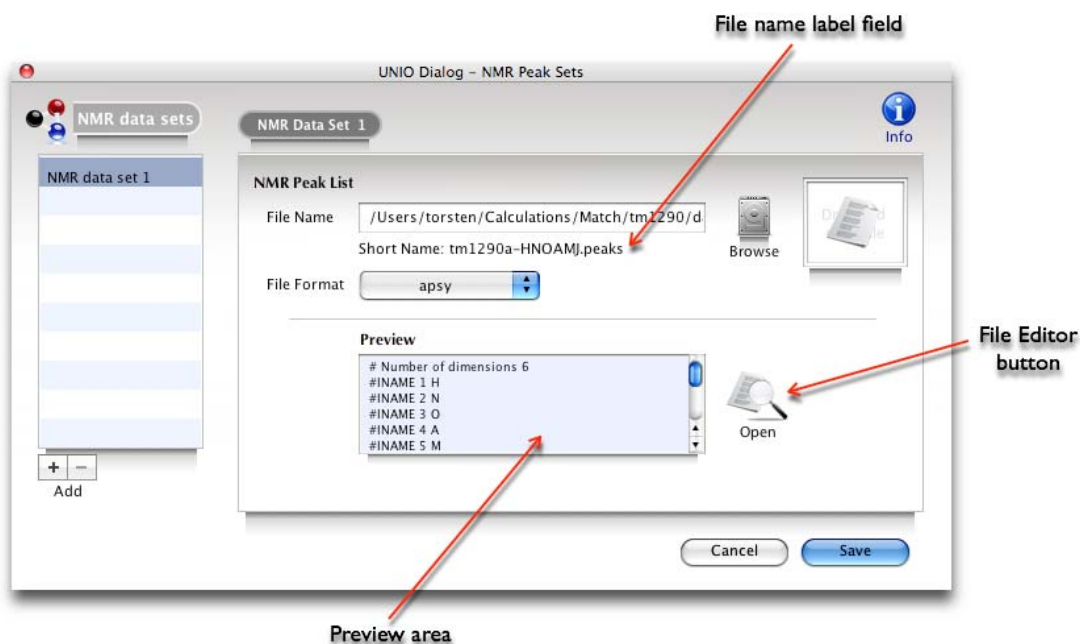 File name label field
UNIO Dialog – NMR Peak Sets
NMR data sets
NMR Data Set 1
Info
NMR data set 1
NMR Peak List
File Name
/Users/torsten/Calculations/Match/tm1290/d
Browse
Short Name: tm1290a-HNOAMJ.peaks
File Format
apsy
Preview
# Number of dimensions 6
#INAME 1 H
#INAME 2 N
#INAME 3 O
#INAME 4 A
#INAME 5 M
Open
File Editor
button
+ −
Add
Cancel
Save
Preview area